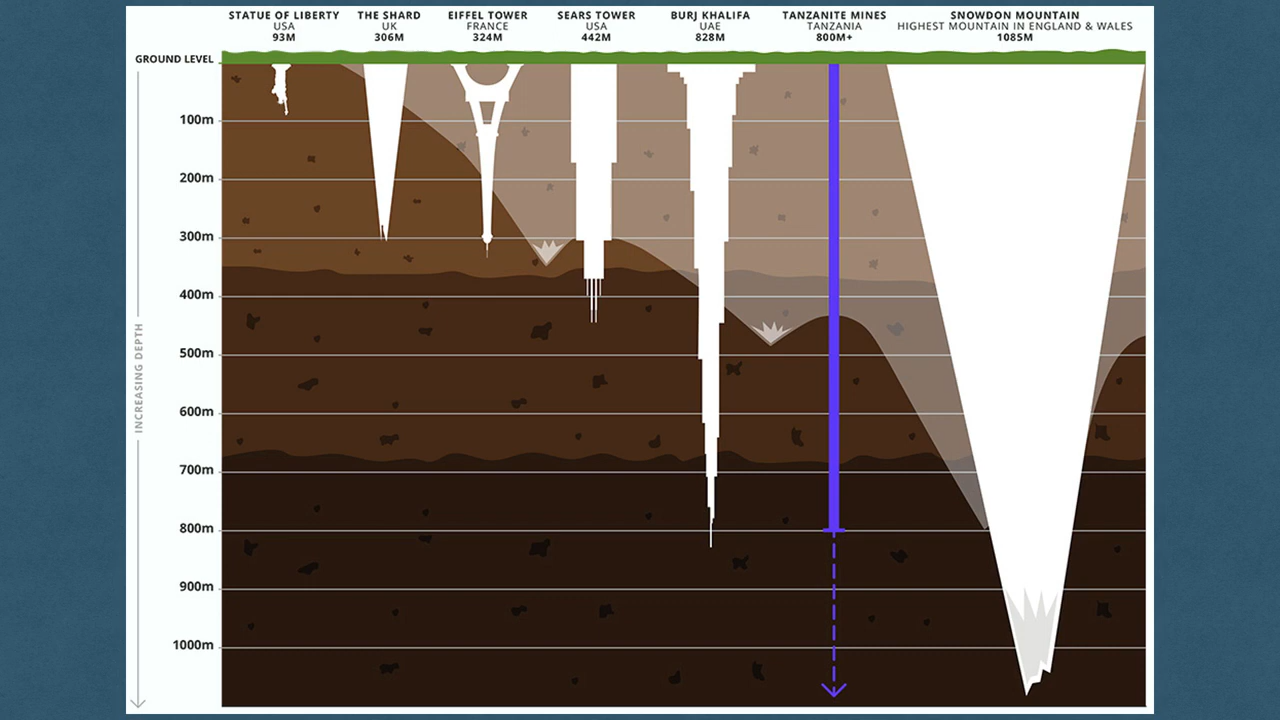 STATUE OF LIBERTY
USA
93M
THE SHARD
UK
306M
EIFFEL TOWER
FRANCE
324M
SEARS TOWER
USA
442M
BURJ KHALIFA
UAE
828M
TANZANITE MINES
TANZANIA
800M+
SNOWDON MOUNTAIN
HIGHEST MOUNTAIN IN ENGLAND & WALES
1085M
GROUND LEVEL
100m
200m
300m
400m
500m
600m
700m
800m
900m
1000m
INCREASING DEPTH